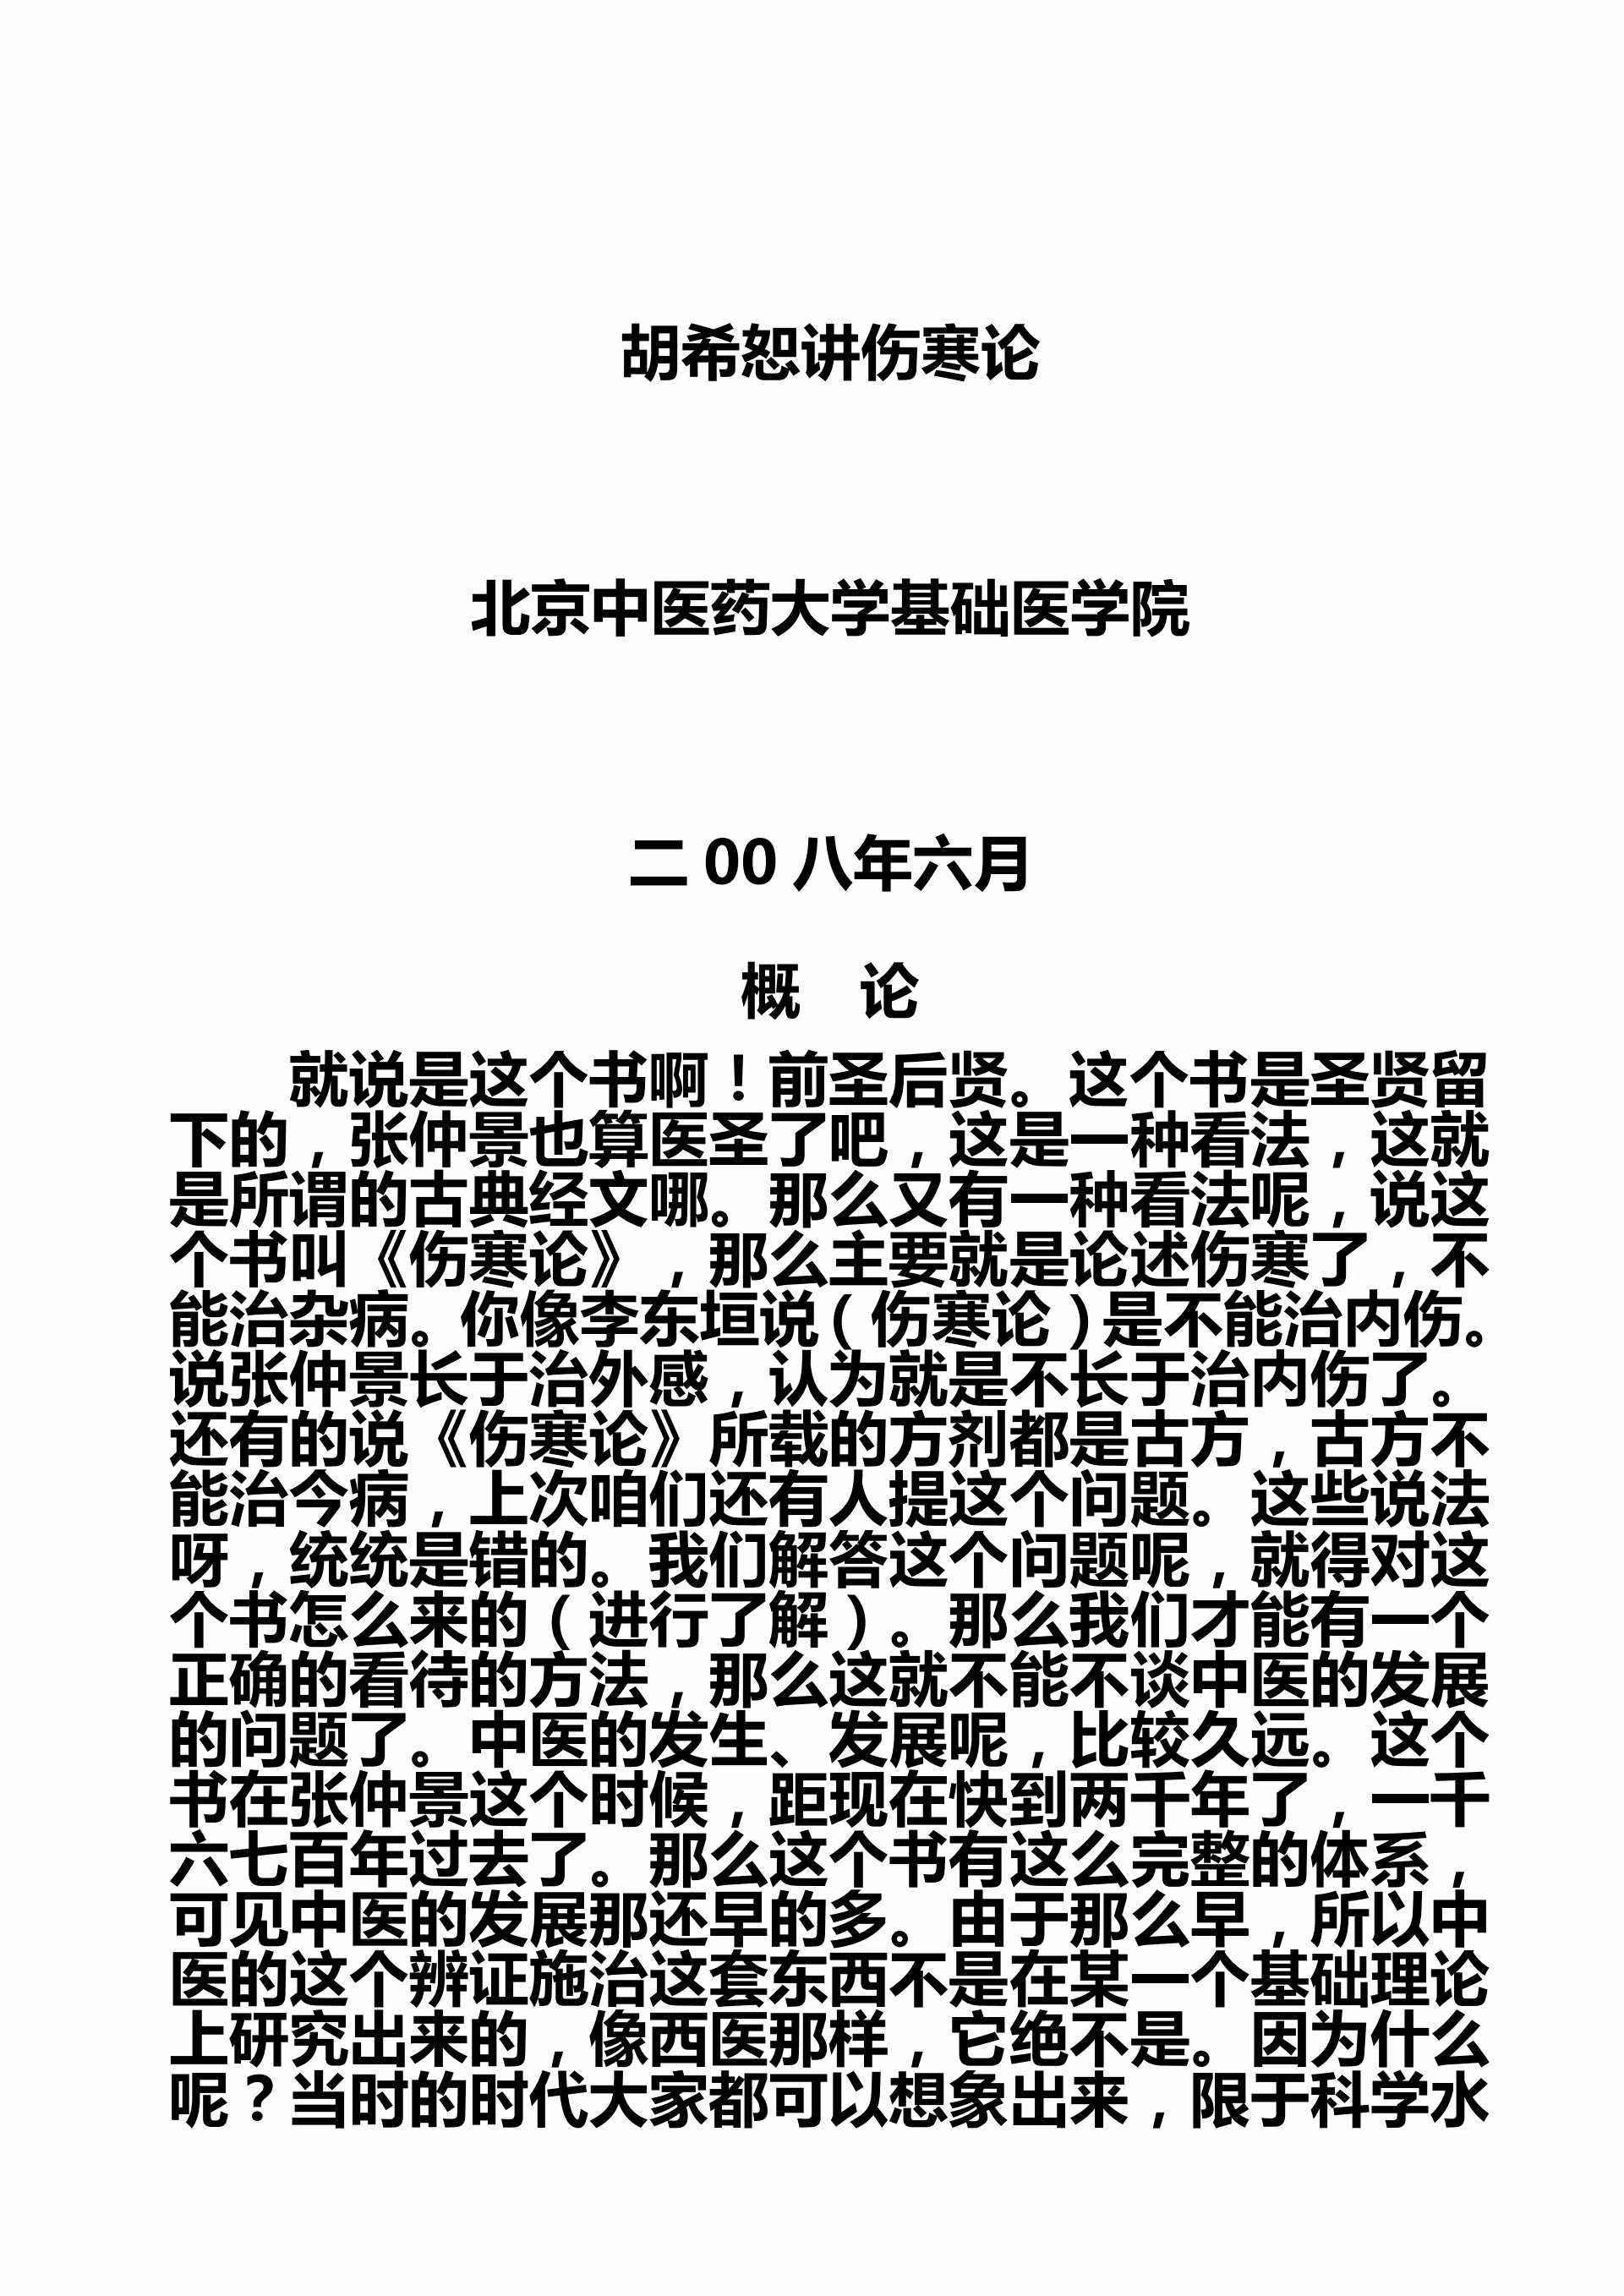 胡希恕讲伤寒论
北京中医药大学基础医学院
二00八年六月
概　论
就说是这个书啊！前圣后贤。这个书是圣贤留
下的，张仲景也算医圣了吧，这是一种看法，这就
是所谓的古典经文哪。那么又有一种看法呢，说这
个书叫《伤寒论》，那么主要就是论述伤寒了，不
能治杂病。你像李东垣说（伤寒论）是不能治内伤。
说张仲景长于治外感，认为就是不长于治内伤了。
还有的说《伤寒论》所载的方剂都是古方，古方不
能治今病，上次咱们还有人提这个问题。这些说法
呀，统统是错的。我们解答这个问题呢，就得对这
个书怎么来的（进行了解）。那么我们才能有一个
正确的看待的方法，那么这就不能不谈中医的发展
的问题了。中医的发生、发展呢，比较久远。这个
书在张仲景这个时候，距现在快到两千年了，一千
六七百年过去了。那么这个书有这么完整的体系，
可见中医的发展那还早的多。由于那么早，所以中
医的这个辨证施治这套东西不是在某一个基础理论
上研究出来的，像西医那样，它绝不是。因为什么
呢？当时的时代大家都可以想象出来，限于科学水